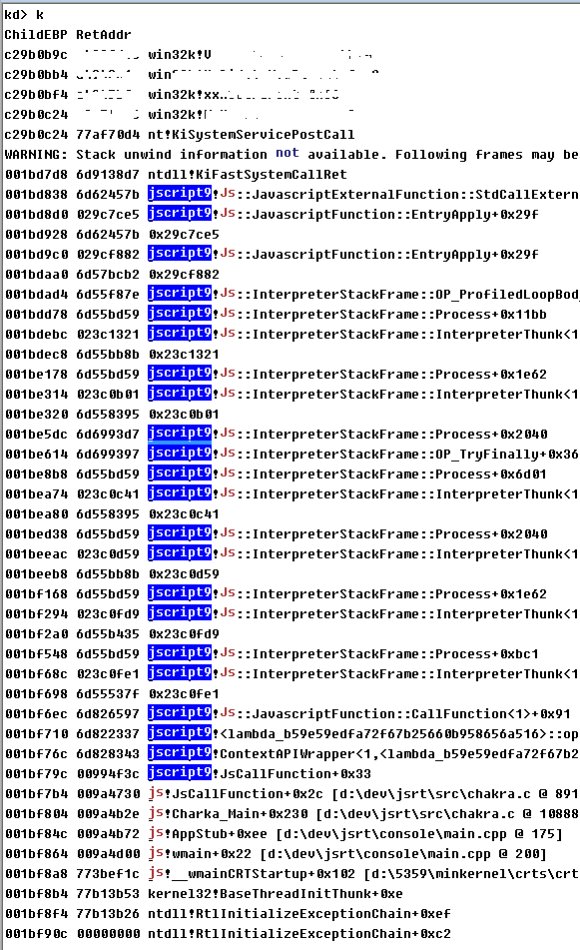 kd> k
ChildEBP RetAddr
c29b0b9c win32k!V
c29b0bb4
c29b0bf4 win32k!
c29b0c24 win32k!
c29b0c24 77af70d4 nt!KiSystemServicePostCall
WARNING: Stack unwind information not available. Following frames may be
001bd7d8 6d9138d7 ntdll!KiFastSystemCallRet
001bd838 6d62457b jscript9!Js::JavascriptExternalFunction::StdCallExtern
001bd8d0 029c7ce5 jscript9!Js::JavascriptFunction::EntryApply+0x29f
001bd928 6d62457b 0x29c7ce5
001bd9c0 029cf882 jscript9!Js::JavascriptFunction::EntryApply+0x29f
001bdaa0 6d57bcb2 0x29cf882
001bdad4 6d55f87e jscript9!Js::InterpreterStackFrame::OP_ProfiledLoopBod
001bdd78 6d55bd59 jscript9!Js::InterpreterStackFrame::Process+0x11bb
001bdebc 023c1321 jscript9!Js::InterpreterStackFrame::InterpreterThunk<1
001bdec8 6d55bb8b 0x23c1321
001be178 6d55bd59 jscript9!Js::InterpreterStackFrame::Process+0x1e62
001be314 023c0b01 jscript9!Js::InterpreterStackFrame::InterpreterThunk<1
001be320 6d558395 0x23c0b01
001be5dc 6d6993d7 jscript9!Js::InterpreterStackFrame::Process+0x2040
001be614 6d699397 jscript9!Js::InterpreterStackFrame::OP_TryFinally+0x36
001be8b8 6d55bd59 jscript9!Js::InterpreterStackFrame::Process+0x6d01
001bea74 023c0c41 jscript9!Js::InterpreterStackFrame::InterpreterThunk<1
001bea80 6d558395 0x23c0c41
001bed38 6d55bd59 jscript9!Js::InterpreterStackFrame::Process+0x2040
001beeac 023c0d59 jscript9!Js::InterpreterStackFrame::InterpreterThunk<1
001beeb8 6d55bb8b 0x23c0d59
001bf168 6d55bd59 jscript9!Js::InterpreterStackFrame::Process+0x1e62
001bf294 023c0fd9 jscript9!Js::InterpreterStackFrame::InterpreterThunk<1
001bf2a0 6d55b435 0x23c0fd9
001bf548 6d55bd59 jscript9!Js::InterpreterStackFrame::Process+0xbc1
001bf68c 023c0fe1 jscript9!Js::InterpreterStackFrame::InterpreterThunk<1
001bf698 6d55537f 0x23c0fe1
001bf6ec 6d826597 jscript9!Js::JavascriptFunction::CallFunction<1>+0x91
001bf710 6d822337 jscript9!<lambda_b59e59edfa72f67b25660b958656a516>::op
001bf76c 6d828343 jscript9!ContextAPIWrapper<1,<lambda_b59e59edfa72f67b2
001bf79c 00994f3c jscript9!JsCallFunction+0x33
001bf7b4 009a4730 js!JsCallFunction+0x2c [d:\dev\jsrt\src\chakra.c @ 891
001bf804 009a4b2e js!Charka_Main+0x230 [d:\dev\jsrt\src\chakra.c @ 10888
001bf84c 009a4b72 js!AppStub+0xee [d:\dev\jsrt\console\main.cpp @ 175]
001bf864 009a4d00 js!wmain+0x22 [d:\dev\jsrt\console\main.cpp @ 200]
001bf8a8 773bef1c js!__wmainCRTStartup+0x102 [d:\5359\minkernel\crts\crt
001bf8b4 77b13b53 kernel32!BaseThreadInitThunk+0xe
001bf8f4 77b13b26 ntdll!RtlInitializeExceptionChain+0xef
001bf90c 00000000 ntdll!RtlInitializeExceptionChain+0xc2